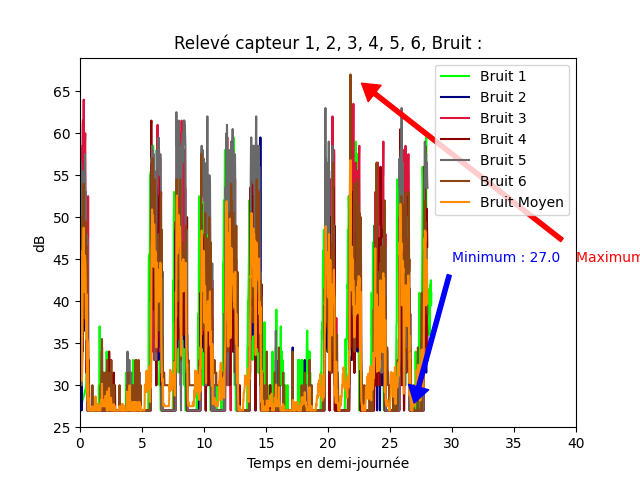 Relevé capteur 1, 2, 3, 4, 5, 6, Bruit :
65
60
55
50
45
40
35
30
25
dB
Bruit 1
Bruit 2
Bruit 3
Bruit 4
Bruit 5
Bruit 6
Bruit Moyen
Minimum : 27.0
Maximum
0 5 10 15 20 25 30 35 40
Temps en demi-journée